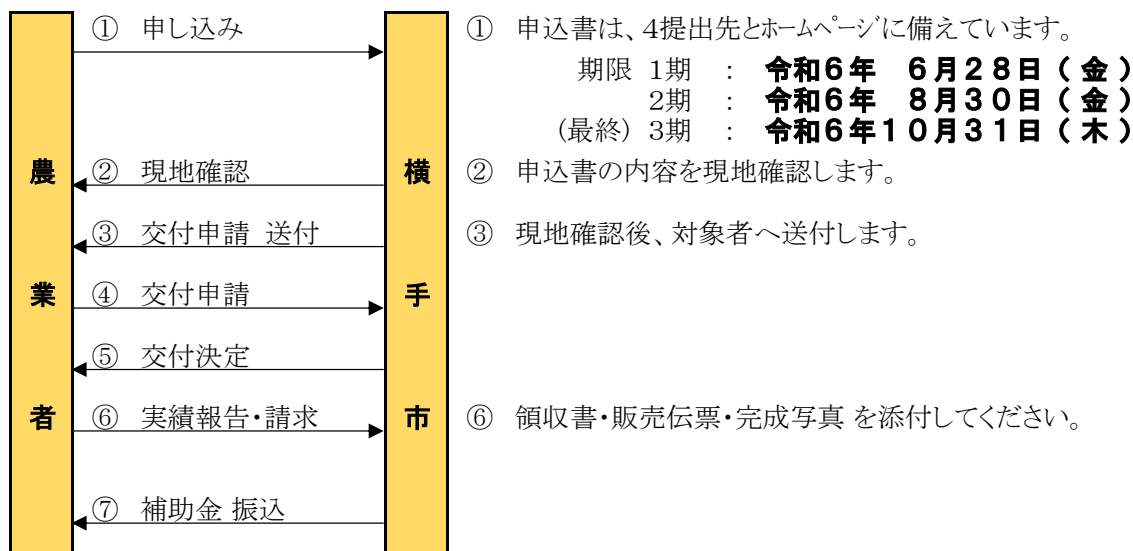 ① 申し込み
① 申込書は、4提出先とホームページに備えています。
期限 1期 ： 令和6年 6月28日(金)
2期 ： 令和6年 8月30日(金)
(最終) 3期 ： 令和6年10月31日(木)
農
② 現地確認
横
② 申込書の内容を現地確認します。
③ 交付申請 送付
③ 現地確認後、対象者へ送付します。
業
④ 交付申請
手
⑤ 交付決定
者
⑥ 実績報告・請求
市
⑥ 領収書・販売伝票・完成写真 を添付してください。
⑦ 補助金 振込